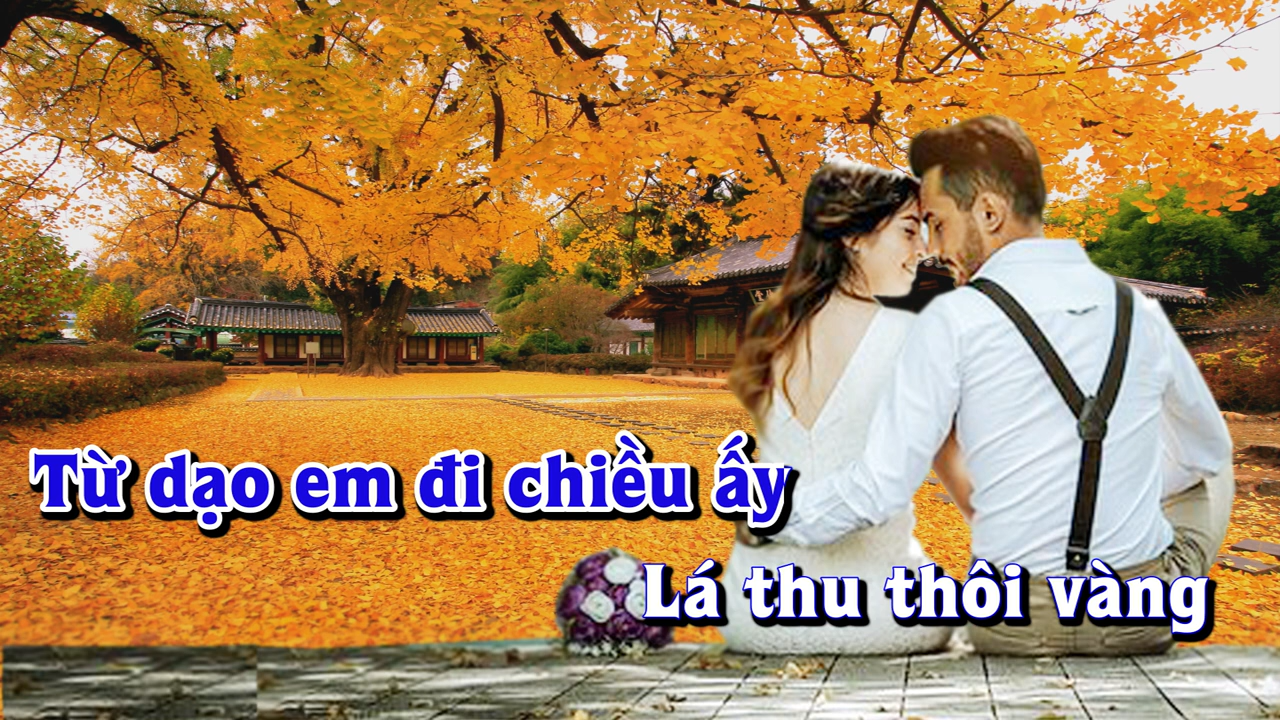 Từ dạo em đi chiều ấy
Lá thu thôi vàng